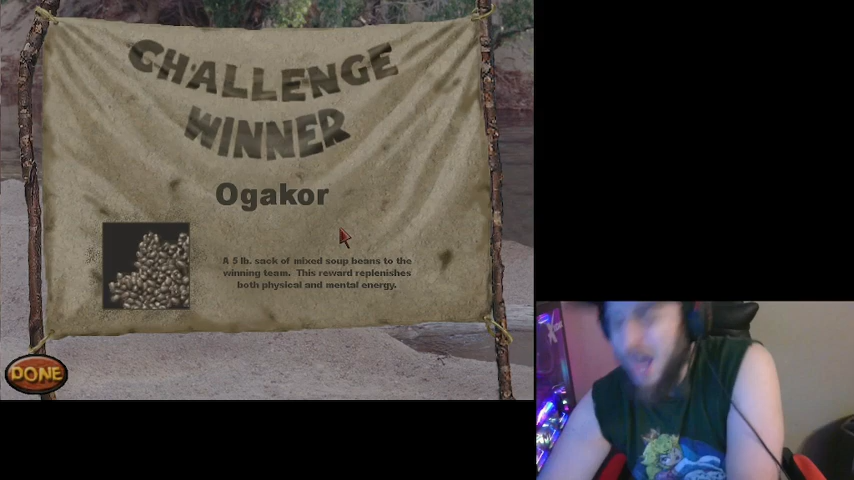 CHALLENGE
WINNER
Ogakor
A 5 lb. sack of mixed soup beans to the
winning team. This reward replenishes
both physical and mental energy.
DONE